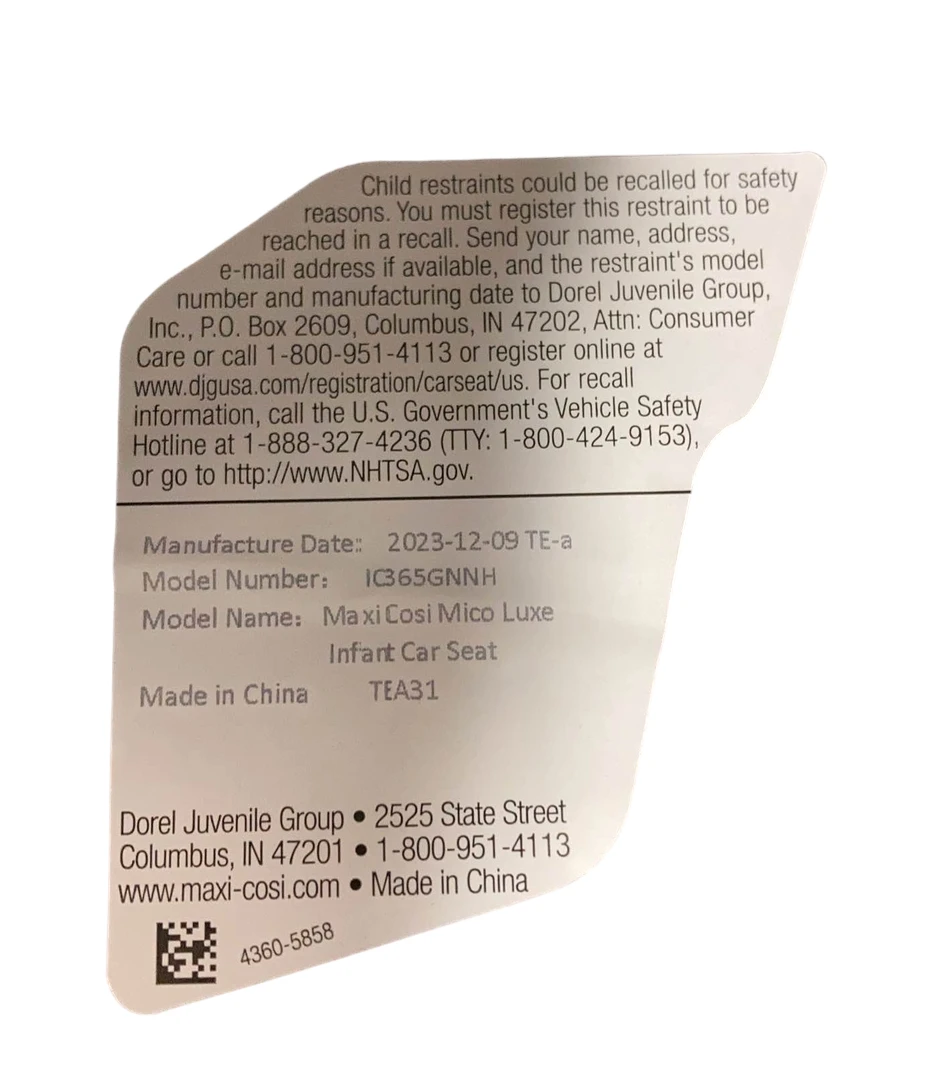 Child restraints could be recalled for safety
reasons. You must register this restraint to be
reached in a recall. Send your name, address,
e-mail address if available, and the restraint's model
number and manufacturing date to Dorel Juvenile Group,
Inc., P.O. Box 2609, Columbus, IN 47202, Attn: Consumer
Care or call 1-800-951-4113 or register online at
www.djgusa.com/registration/carseat/us. For recall
information, call the U.S. Government's Vehicle Safety
Hotline at 1-888-327-4236 (TTY: 1-800-424-9153),
or go to http://www.NHTSA.gov.
Manufacture Date:: 2023-12-09 TE-a
Model Number: IC365GNNH
Model Name: Maxi Cosi Mico Luxe
Infant Car Seat
Made in China TEA31
Dorel Juvenile Group • 2525 State Street
Columbus, IN 47201 • 1-800-951-4113
www.maxi-cosi.com • Made in China
4360-5858